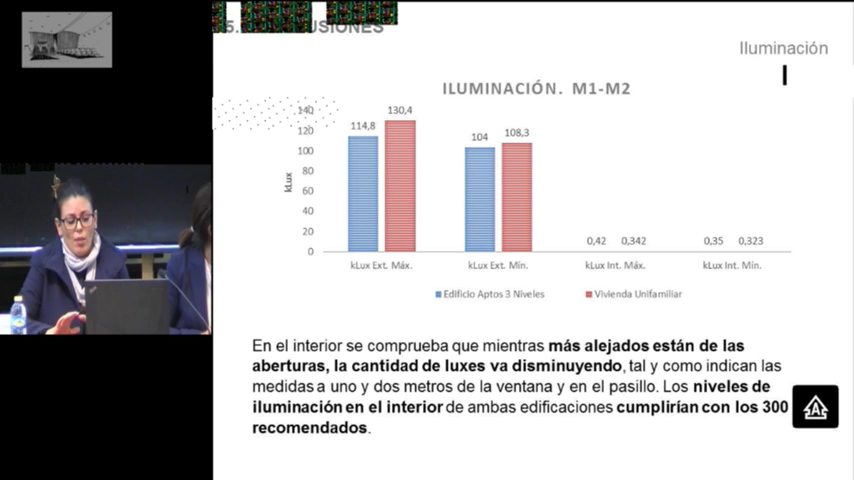 5.
USIONES
Iluminación
ILUMINACIÓN. M1-M2
140
120
100
80
60
40
20
0
kLux
114,8
130,4
104
108,3
0,42
0,342
0,35
0,323
kLux Ext. Máx.
kLux Ext. Mín.
kLux Int. Máx.
kLux Int. Mín.
Edificio Aptos 3 Niveles
Vivienda Unifamiliar
En el interior se comprueba que mientras más alejados están de las
aberturas, la cantidad de luxes va disminuyendo, tal y como indican las
medidas a uno y dos metros de la ventana y en el pasillo. Los niveles de
iluminación en el interior de ambas edificaciones cumplirían con los 300
recomendados.